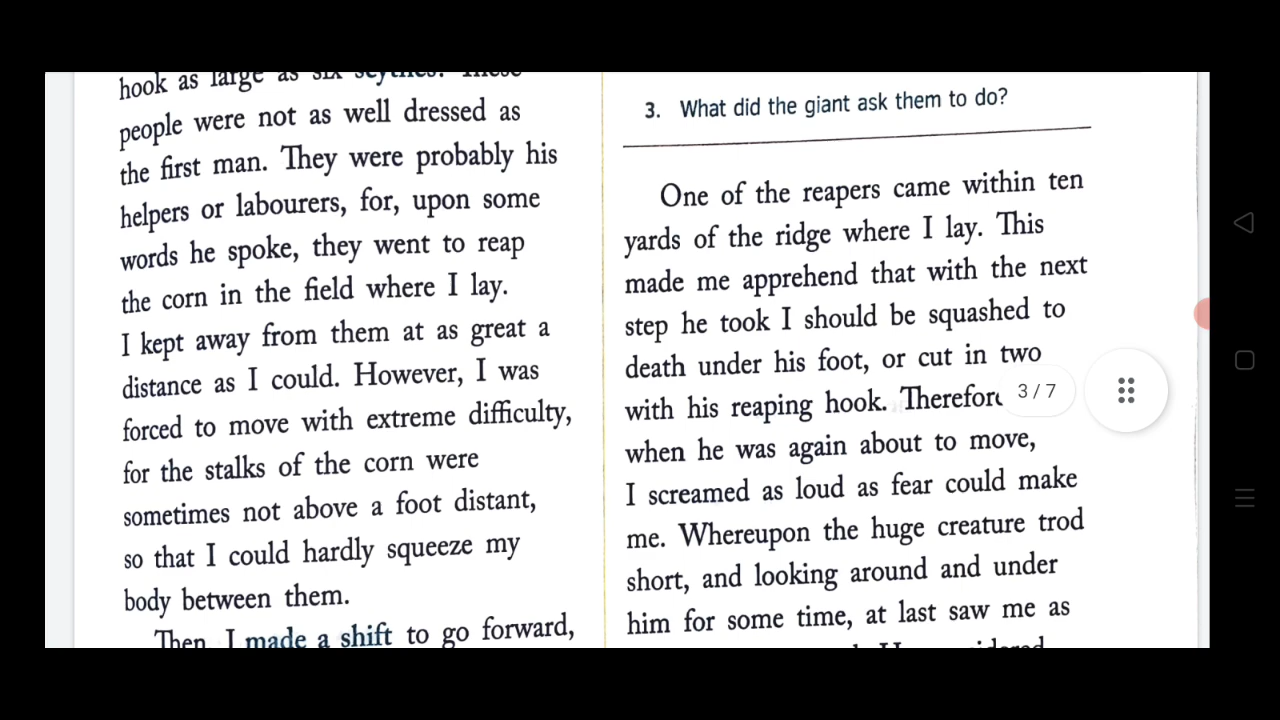 hook as large as six scythes. These
people were not as well dressed as
the first man. They were probably his
helpers or labourers, for, upon some
words he spoke, they went to reap
the corn in the field where I lay.
I kept away from them at as great a
distance as I could. However, I was
forced to move with extreme difficulty,
for the stalks of the corn were
sometimes not above a foot distant,
so that I could hardly squeeze my
body between them.
Then I made a shift to go forward,
3. What did the giant ask them to do?
One of the reapers came within ten
yards of the ridge where I lay. This
made me apprehend that with the next
step he took I should be squashed to
death under his foot, or cut in two
with his reaping hook. Therefore
3/7
when he was again about to move,
I screamed as loud as fear could make
me. Whereupon the huge creature trod
short, and looking around and under
him for some time, at last saw me as